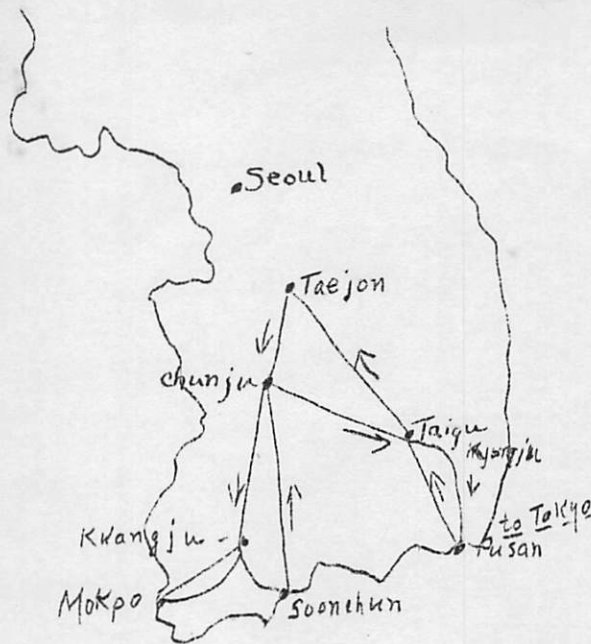 Seoul
Taejon
chunju
Taigu
Kyongju
to Tokyo
Pusan
Kwangju
Mokpo
Soonchun